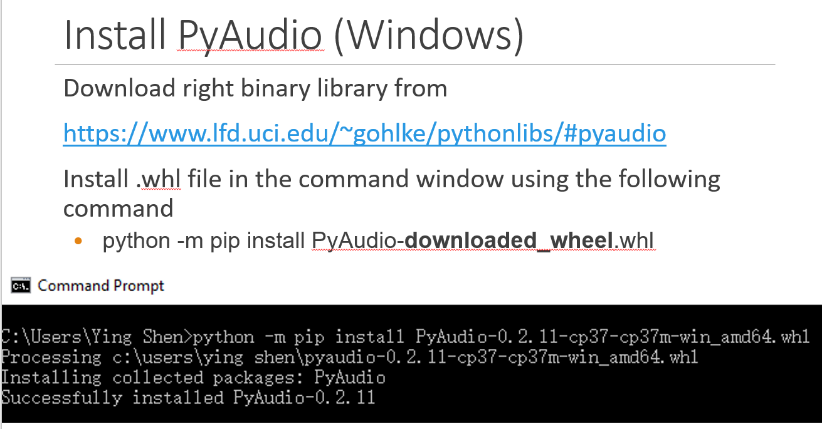 Install PyAudio (Windows)
Download right binary library from
https://www.lfd.uci.edu/~gohlke/pythonlibs/#pyaudio
Install .whl file in the command window using the following
command
• python -m pip install PyAudio-downloaded_wheel.whl
Command Prompt
C:\Users\Ying Shen>python -m pip install PyAudio-0.2.11-cp37-cp37m-win_amd64.whl
Processing c:\users\ying shen\pyaudio-0.2.11-cp37-cp37m-win_amd64.whl
Installing collected packages: PyAudio
Successfully installed PyAudio-0.2.11